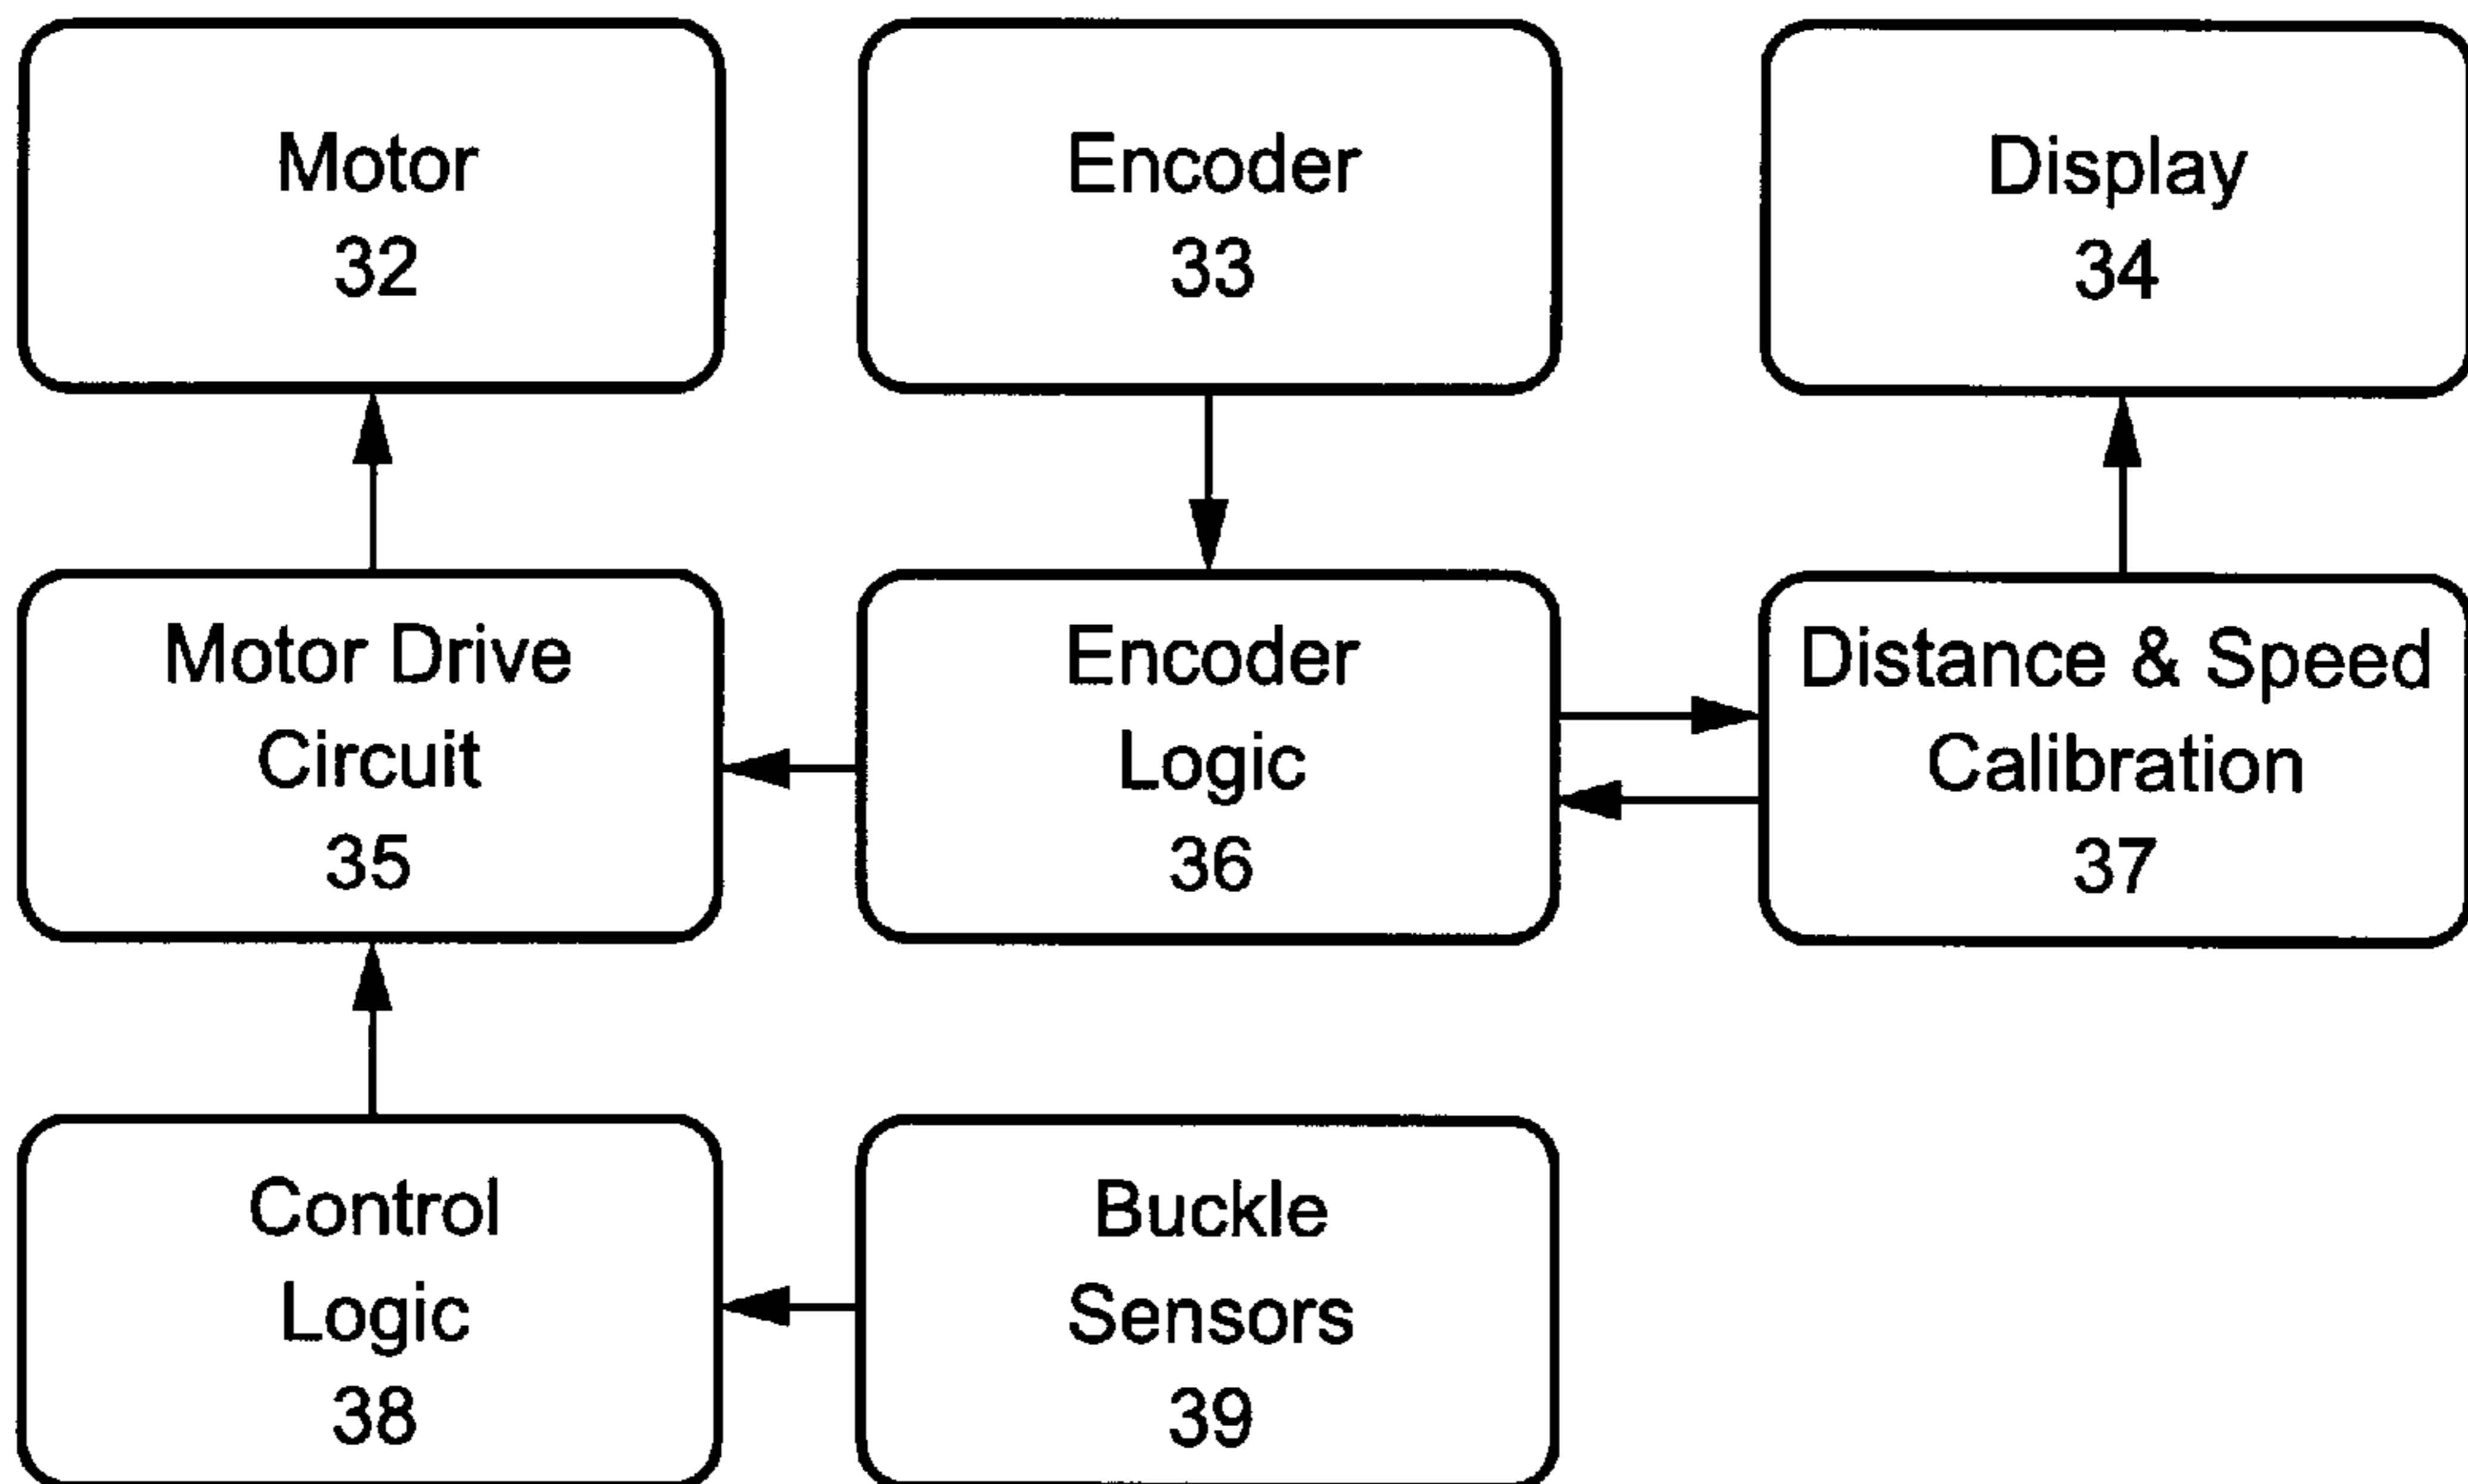 Motor
32
Encoder
33
Display
34
Motor Drive
Circuit
35
Encoder
Logic
36
Distance & Speed
Calibration
37
Control
Logic
38
Buckle
Sensors
39